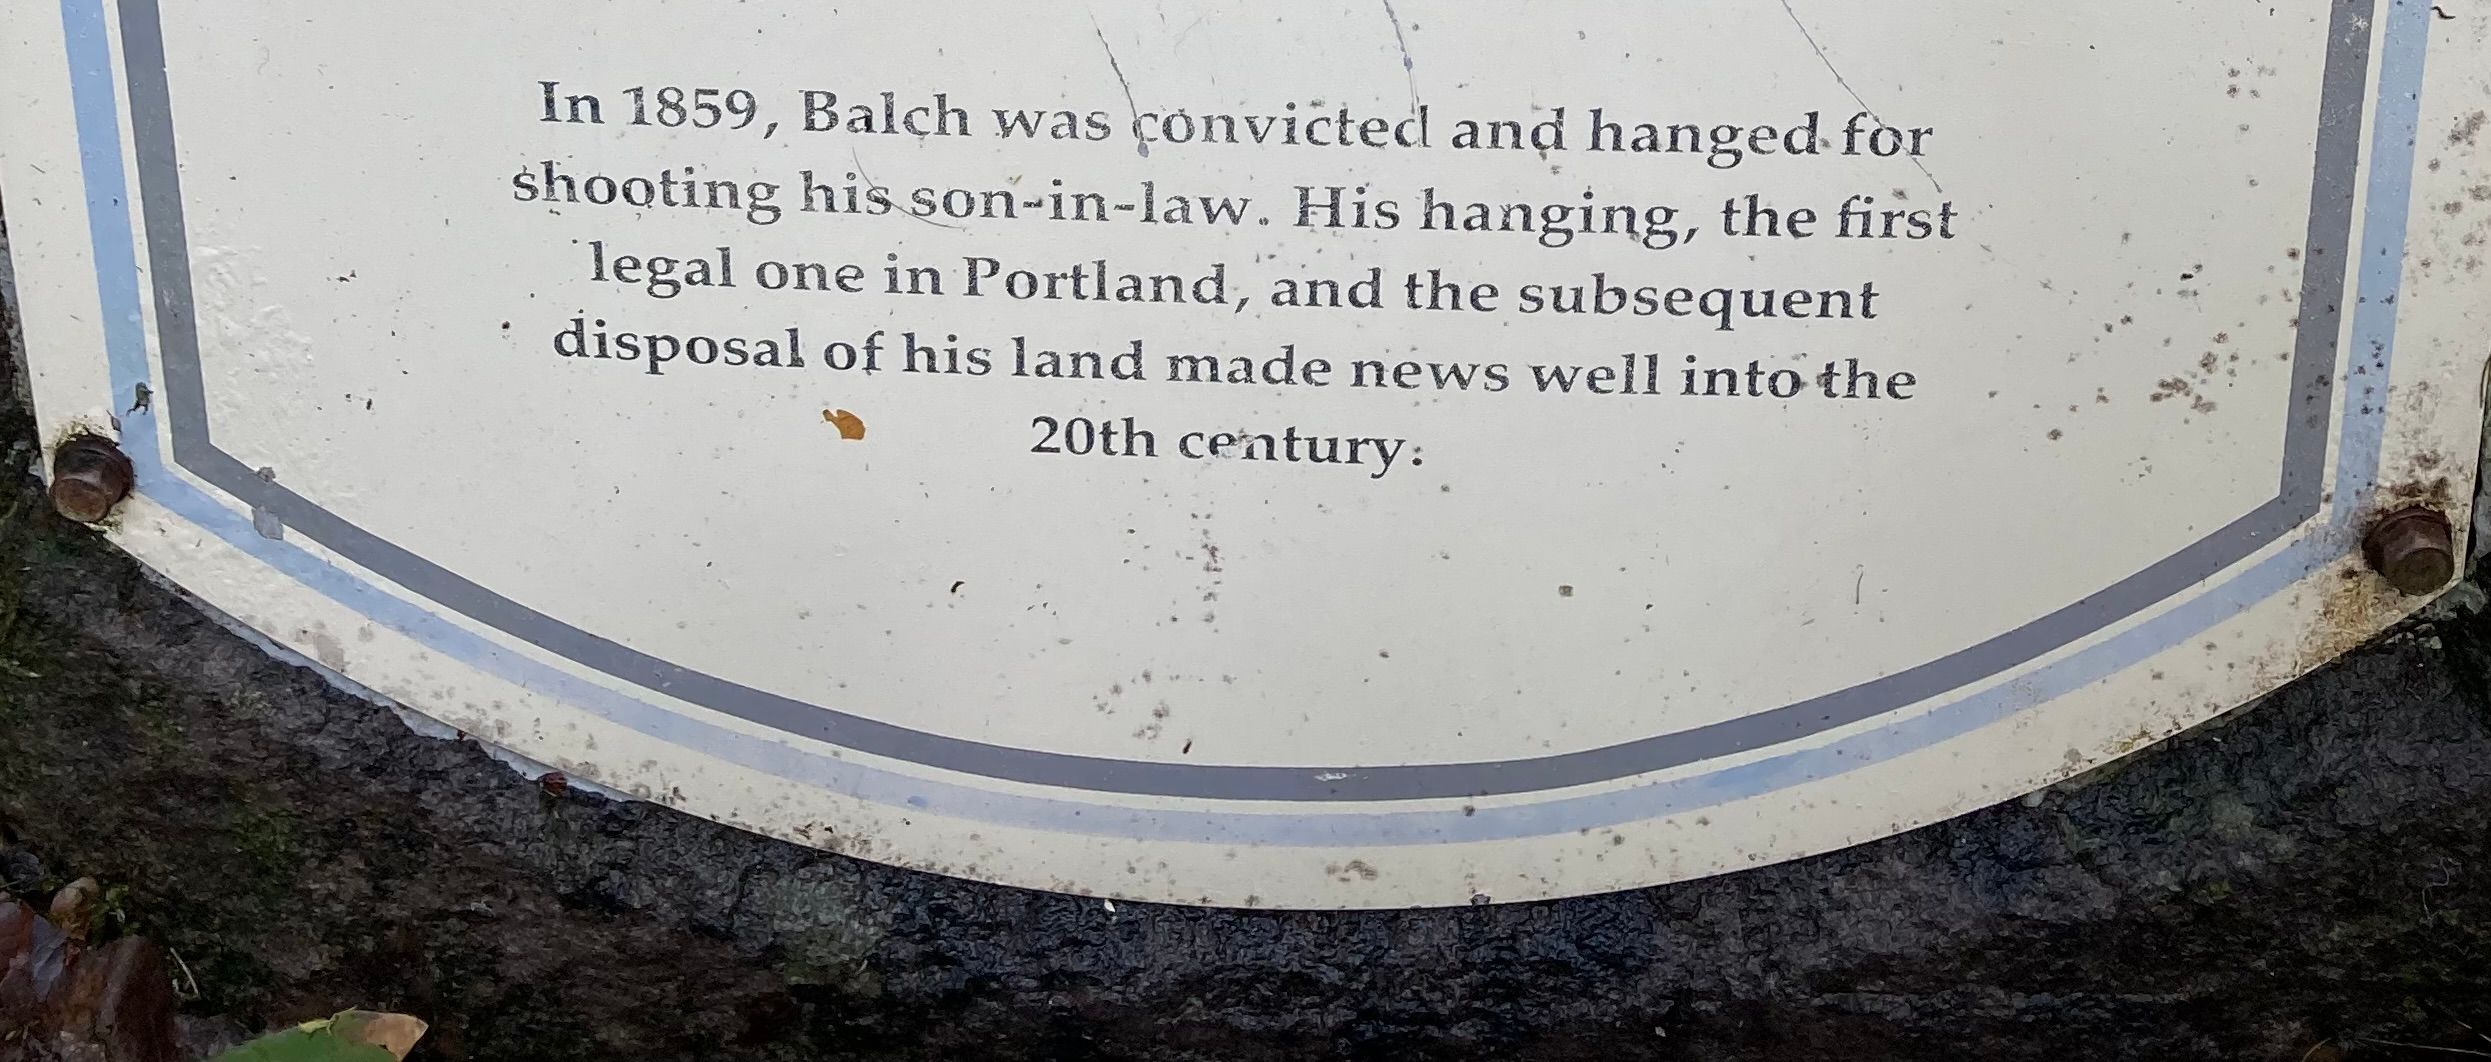 In 1859, Balch was convicted and hanged for
shooting his son-in-law. His hanging, the first
legal one in Portland, and the subsequent
disposal of his land made news well into the
20th century.